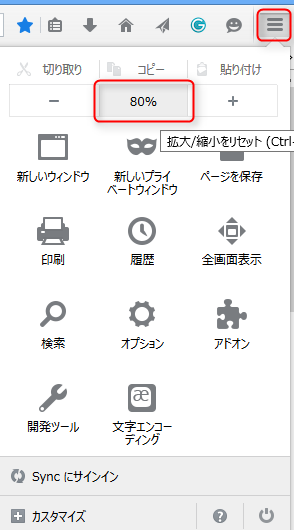 切り取り コピー 貼り付け
− 80% +
拡大/縮小をリセット (Ctrl-
新しいウィンドウ
新しいプライ
ベートウィンドウ
ページを保存
印刷 履歴 全画面表示
検索 オプション アドオン
開発ツール
æ
文字エンコー
ディング
Sync にサインイン
カスタマイズ
?